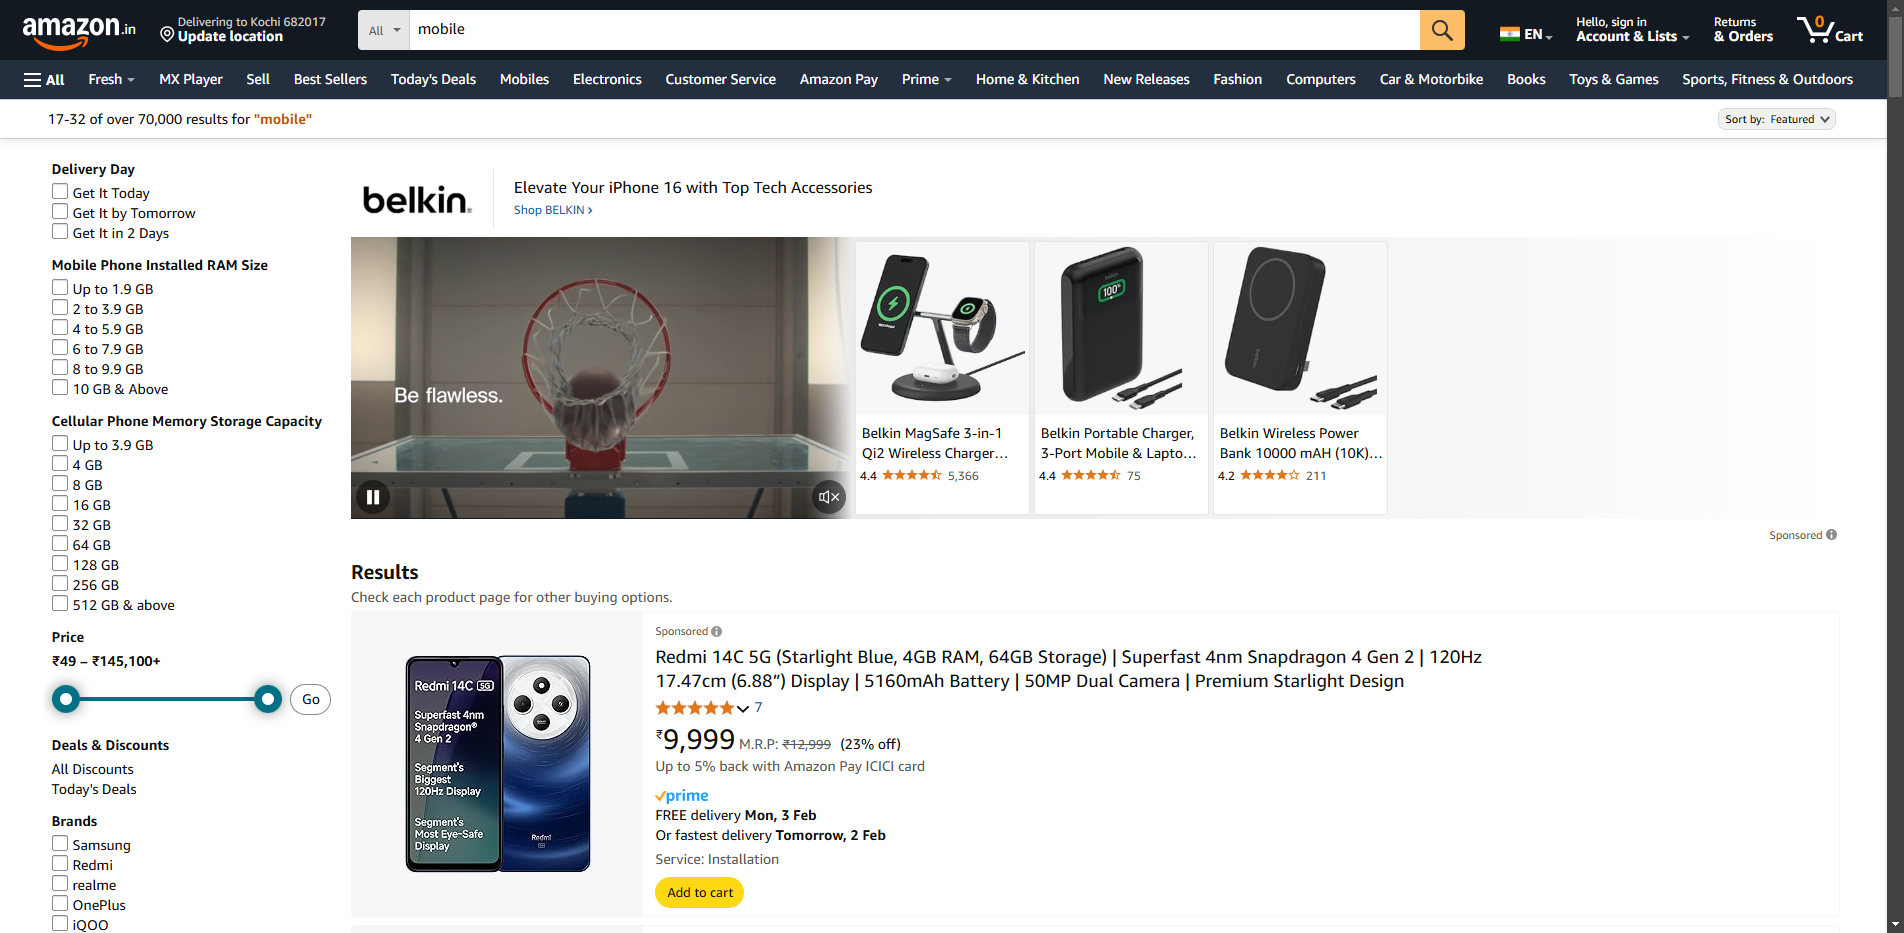 amazon.in
Delivering to Kochi 682017
Update location
All
mobile
EN
Hello, sign in
Account & Lists
Returns
& Orders
0
Cart
All
Fresh
MX Player
Sell
Best Sellers
Today's Deals
Mobiles
Electronics
Customer Service
Amazon Pay
Prime
Home & Kitchen
New Releases
Fashion
Computers
Car & Motorbike
Books
Toys & Games
Sports, Fitness & Outdoors
17-32 of over 70,000 results for "mobile"
Sort by: Featured
Delivery Day
Get It Today
Get It by Tomorrow
Get It in 2 Days
Mobile Phone Installed RAM Size
Up to 1.9 GB
2 to 3.9 GB
4 to 5.9 GB
6 to 7.9 GB
8 to 9.9 GB
10 GB & Above
Cellular Phone Memory Storage Capacity
Up to 3.9 GB
4 GB
8 GB
16 GB
32 GB
64 GB
128 GB
256 GB
512 GB & above
Price
₹49 – ₹145,100+
Go
Deals & Discounts
All Discounts
Today's Deals
Brands
Samsung
Redmi
realme
OnePlus
iQOO
belkin
Elevate Your iPhone 16 with Top Tech Accessories
Shop BELKIN ›
Be flawless.
Belkin MagSafe 3-in-1
Qi2 Wireless Charger…
4.4
5,366
belkin
100%
Belkin Portable Charger,
3-Port Mobile & Lapto…
4.4
75
belkin
Belkin Wireless Power
Bank 10000 mAH (10K)…
4.2
211
Sponsored
Results
Check each product page for other buying options.
Redmi 14C 5G
Superfast 4nm
Snapdragon®
4 Gen 2
Segment's
Biggest
120Hz Display
Segment's
Most Eye-Safe
Display
Redmi
5G
Sponsored
Redmi 14C 5G (Starlight Blue, 4GB RAM, 64GB Storage) | Superfast 4nm Snapdragon 4 Gen 2 | 120Hz
17.47cm (6.88”) Display | 5160mAh Battery | 50MP Dual Camera | Premium Starlight Design
7
₹9,999 M.R.P: ₹12,999 (23% off)
Up to 5% back with Amazon Pay ICICI card
prime
FREE delivery Mon, 3 Feb
Or fastest delivery Tomorrow, 2 Feb
Service: Installation
Add to cart